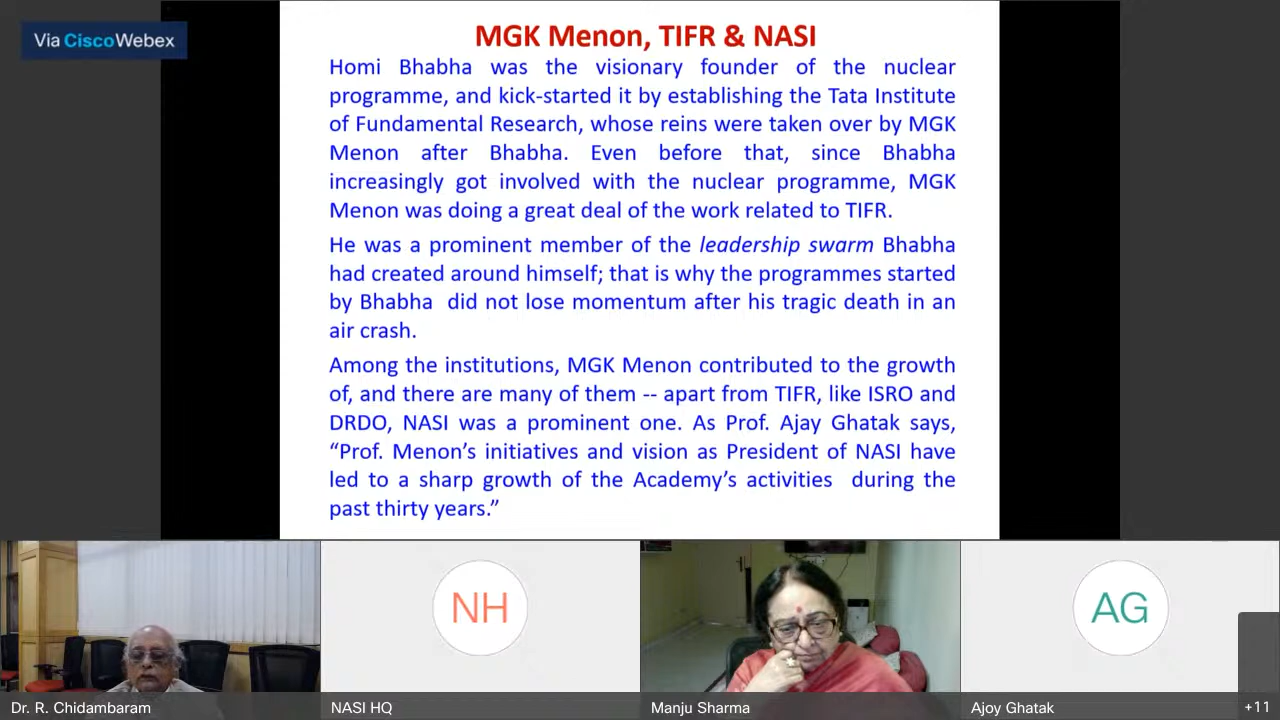 Via CiscoWebex
MGK Menon, TIFR & NASI
Homi Bhabha was the visionary founder of the nuclear
programme, and kick-started it by establishing the Tata Institute
of Fundamental Research, whose reins were taken over by MGK
Menon after Bhabha. Even before that, since Bhabha
increasingly got involved with the nuclear programme, MGK
Menon was doing a great deal of the work related to TIFR.
He was a prominent member of the leadership swarm Bhabha
had created around himself; that is why the programmes started
by Bhabha did not lose momentum after his tragic death in an
air crash.
Among the institutions, MGK Menon contributed to the growth
of, and there are many of them -- apart from TIFR, like ISRO and
DRDO, NASI was a prominent one. As Prof. Ajay Ghatak says,
“Prof. Menon’s initiatives and vision as President of NASI have
led to a sharp growth of the Academy’s activities during the
past thirty years.”
NH
AG
Dr. R. Chidambaram
NASI HQ
Manju Sharma
Ajoy Ghatak
+11